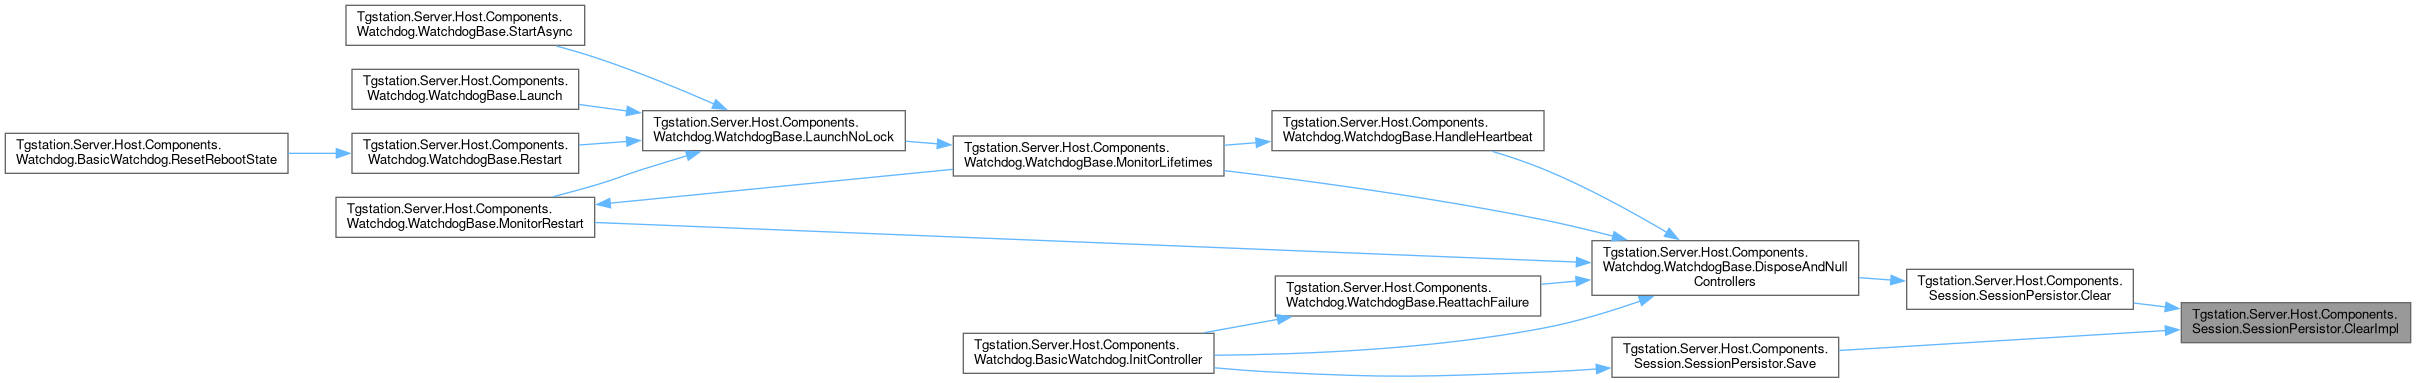 Tgstation.Server.Host.Components.
Watchdog.WatchdogBase.StartAsync
Tgstation.Server.Host.Components.
Watchdog.WatchdogBase.Launch
Tgstation.Server.Host.Components.
Watchdog.BasicWatchdog.ResetRebootState
Tgstation.Server.Host.Components.
Watchdog.WatchdogBase.Restart
Tgstation.Server.Host.Components.
Watchdog.WatchdogBase.MonitorRestart
Tgstation.Server.Host.Components.
Watchdog.WatchdogBase.LaunchNoLock
Tgstation.Server.Host.Components.
Watchdog.WatchdogBase.MonitorLifetimes
Tgstation.Server.Host.Components.
Watchdog.WatchdogBase.HandleHeartbeat
Tgstation.Server.Host.Components.
Watchdog.WatchdogBase.ReattachFailure
Tgstation.Server.Host.Components.
Watchdog.BasicWatchdog.InitController
Tgstation.Server.Host.Components.
Watchdog.WatchdogBase.DisposeAndNull
Controllers
Tgstation.Server.Host.Components.
Session.SessionPersistor.Save
Tgstation.Server.Host.Components.
Session.SessionPersistor.Clear
Tgstation.Server.Host.Components.
Session.SessionPersistor.ClearImpl